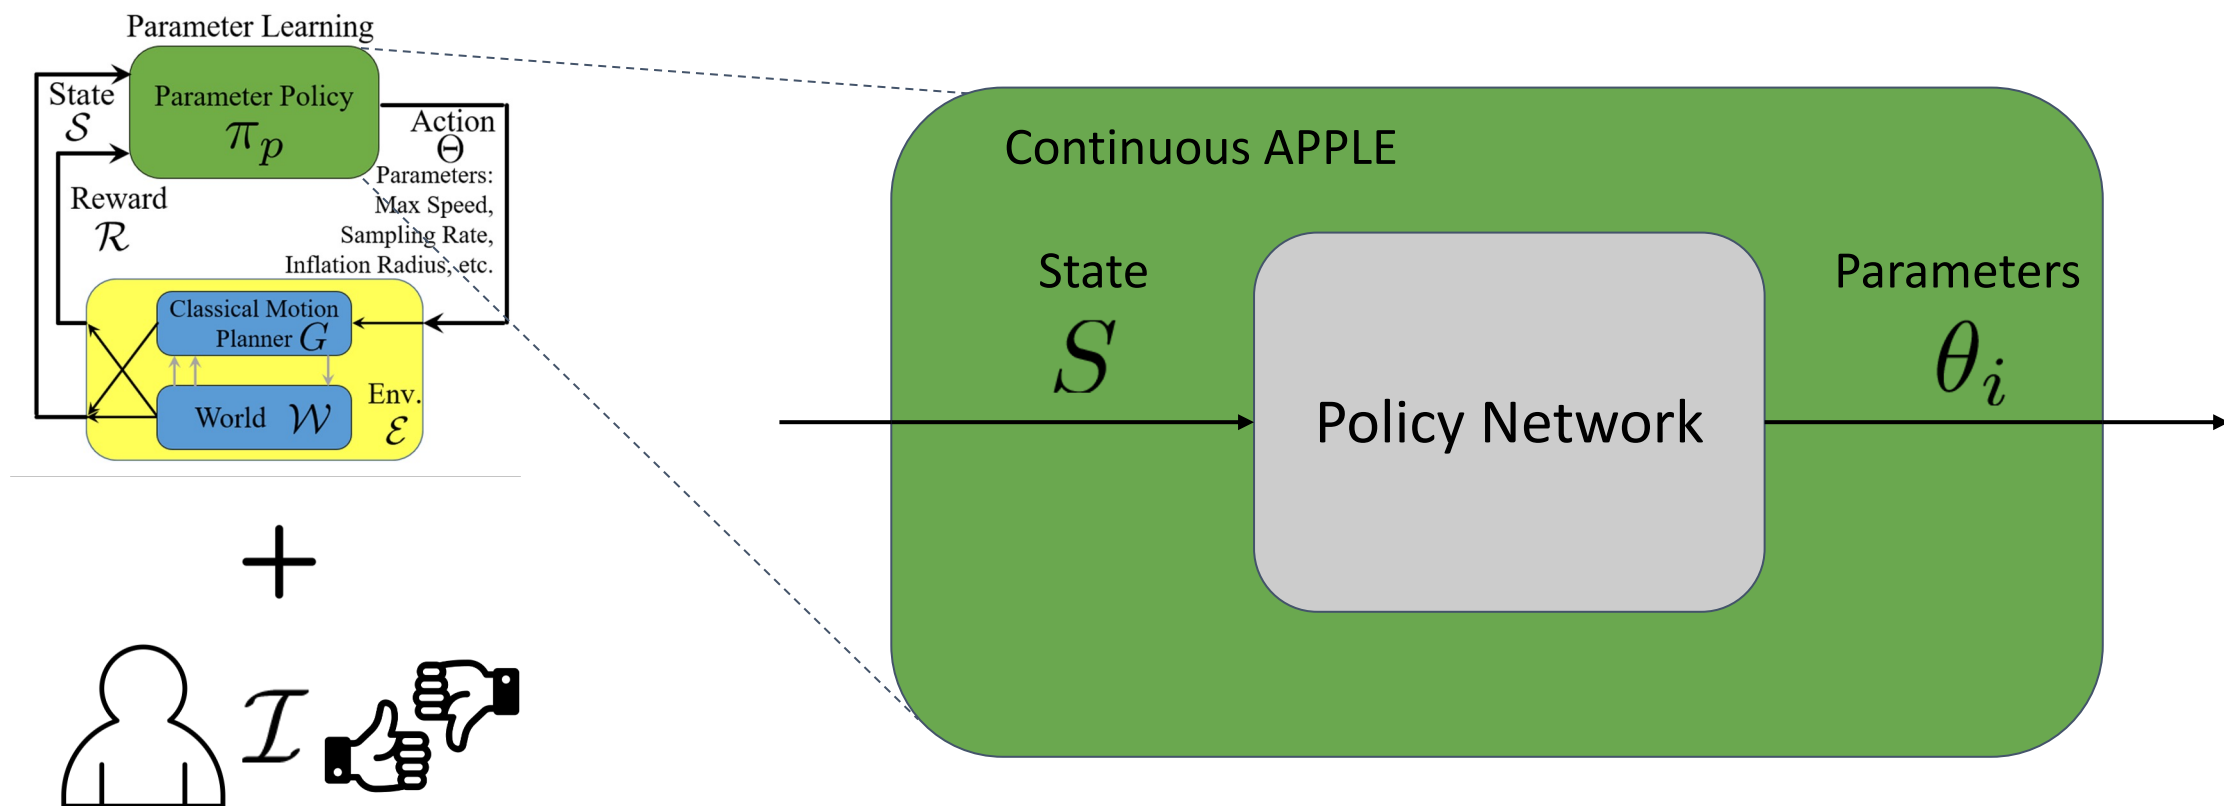 Parameter Learning
State
𝒮
Parameter Policy
π_p
Action
Θ
Parameters:
Max Speed,
Sampling Rate,
Inflation Radius, etc.
Reward
ℛ
Classical Motion
Planner G
World 𝒲
Env.
ℰ
+
ℐ
Continuous APPLE
State
S
Policy Network
Parameters
θ_i